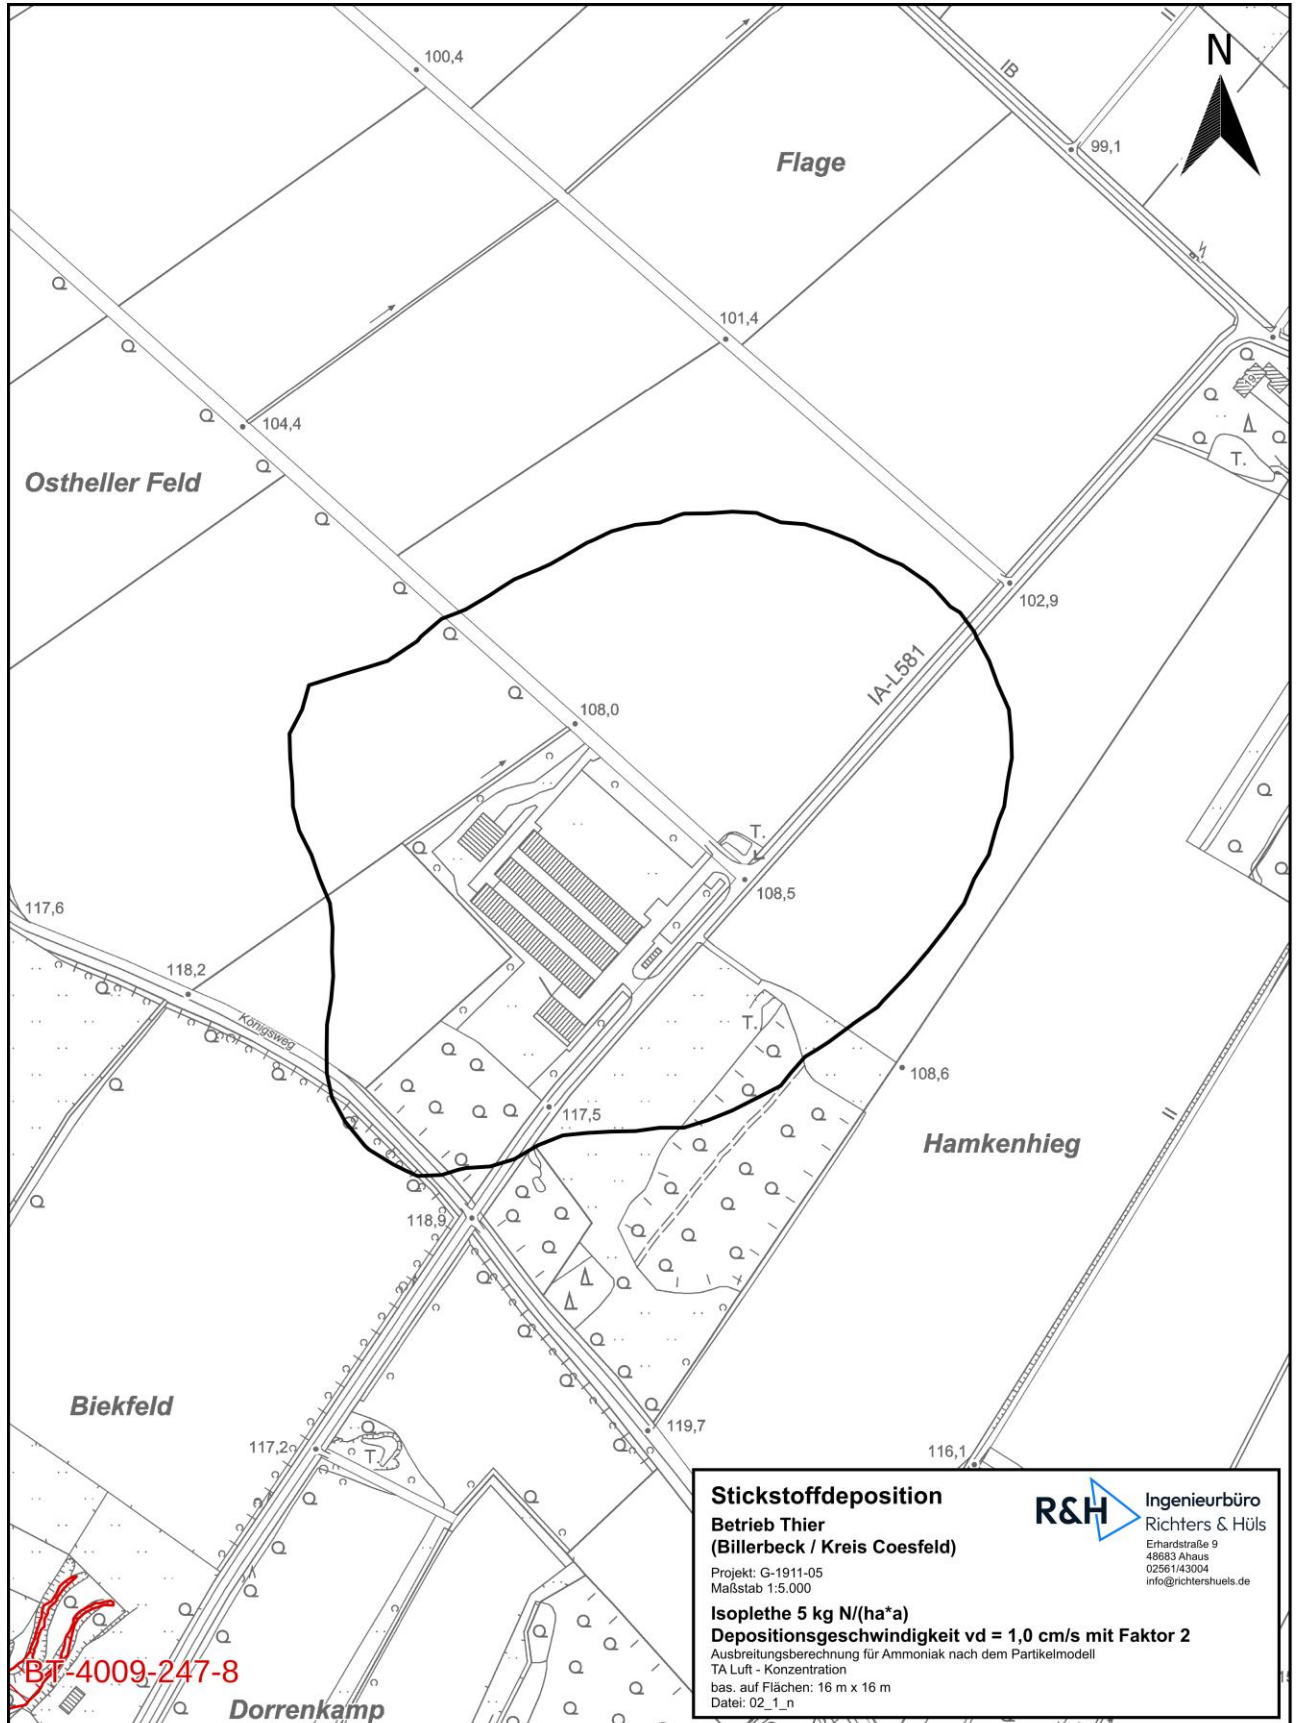 100,4
IB
N
Flage
99,1
101,4
104,4
Ostheller Feld
T.
102,9
IA-L581
108,0
T.
108,5
117,6
118,2
Königsweg
T.
108,6
117,5
Hamkenhieg
118,9
Biekfeld
119,7
117,2
T.
116,1
BT-4009-247-8
Dorrenkamp
Stickstoffdeposition
Betrieb Thier
(Billerbeck / Kreis Coesfeld)
Projekt: G-1911-05
Maßstab 1:5.000
R&H
Ingenieurbüro
Richters & Hüls
Erhardstraße 9
48683 Ahaus
02561/43004
info@richtershuels.de
Isoplethe 5 kg N/(ha*a)
Depositionsgeschwindigkeit vd = 1,0 cm/s mit Faktor 2
Ausbreitungsberechnung für Ammoniak nach dem Partikelmodell
TA Luft - Konzentration
bas. auf Flächen: 16 m x 16 m
Datei: 02_1_n